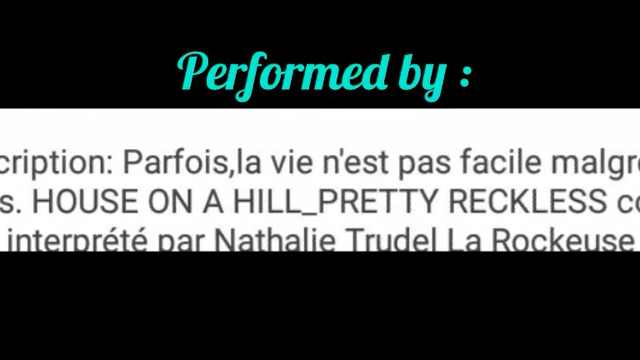 Performed by :
cription: Parfois,la vie n'est pas facile malgr
s. HOUSE ON A HILL_PRETTY RECKLESS co
interprété par Nathalie Trudel La Rockeuse